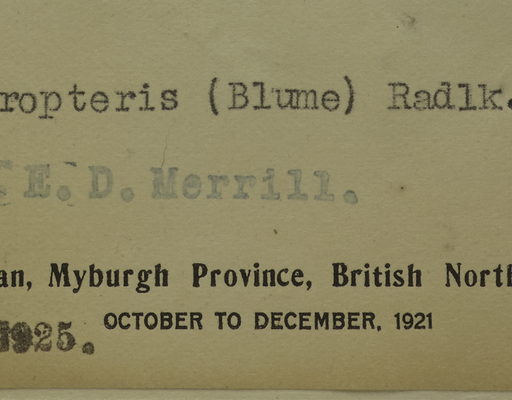 ropteris (Blume) Radlk.
E. D. Merrill.
an, Myburgh Province, British North
OCTOBER TO DECEMBER, 1921
1925.